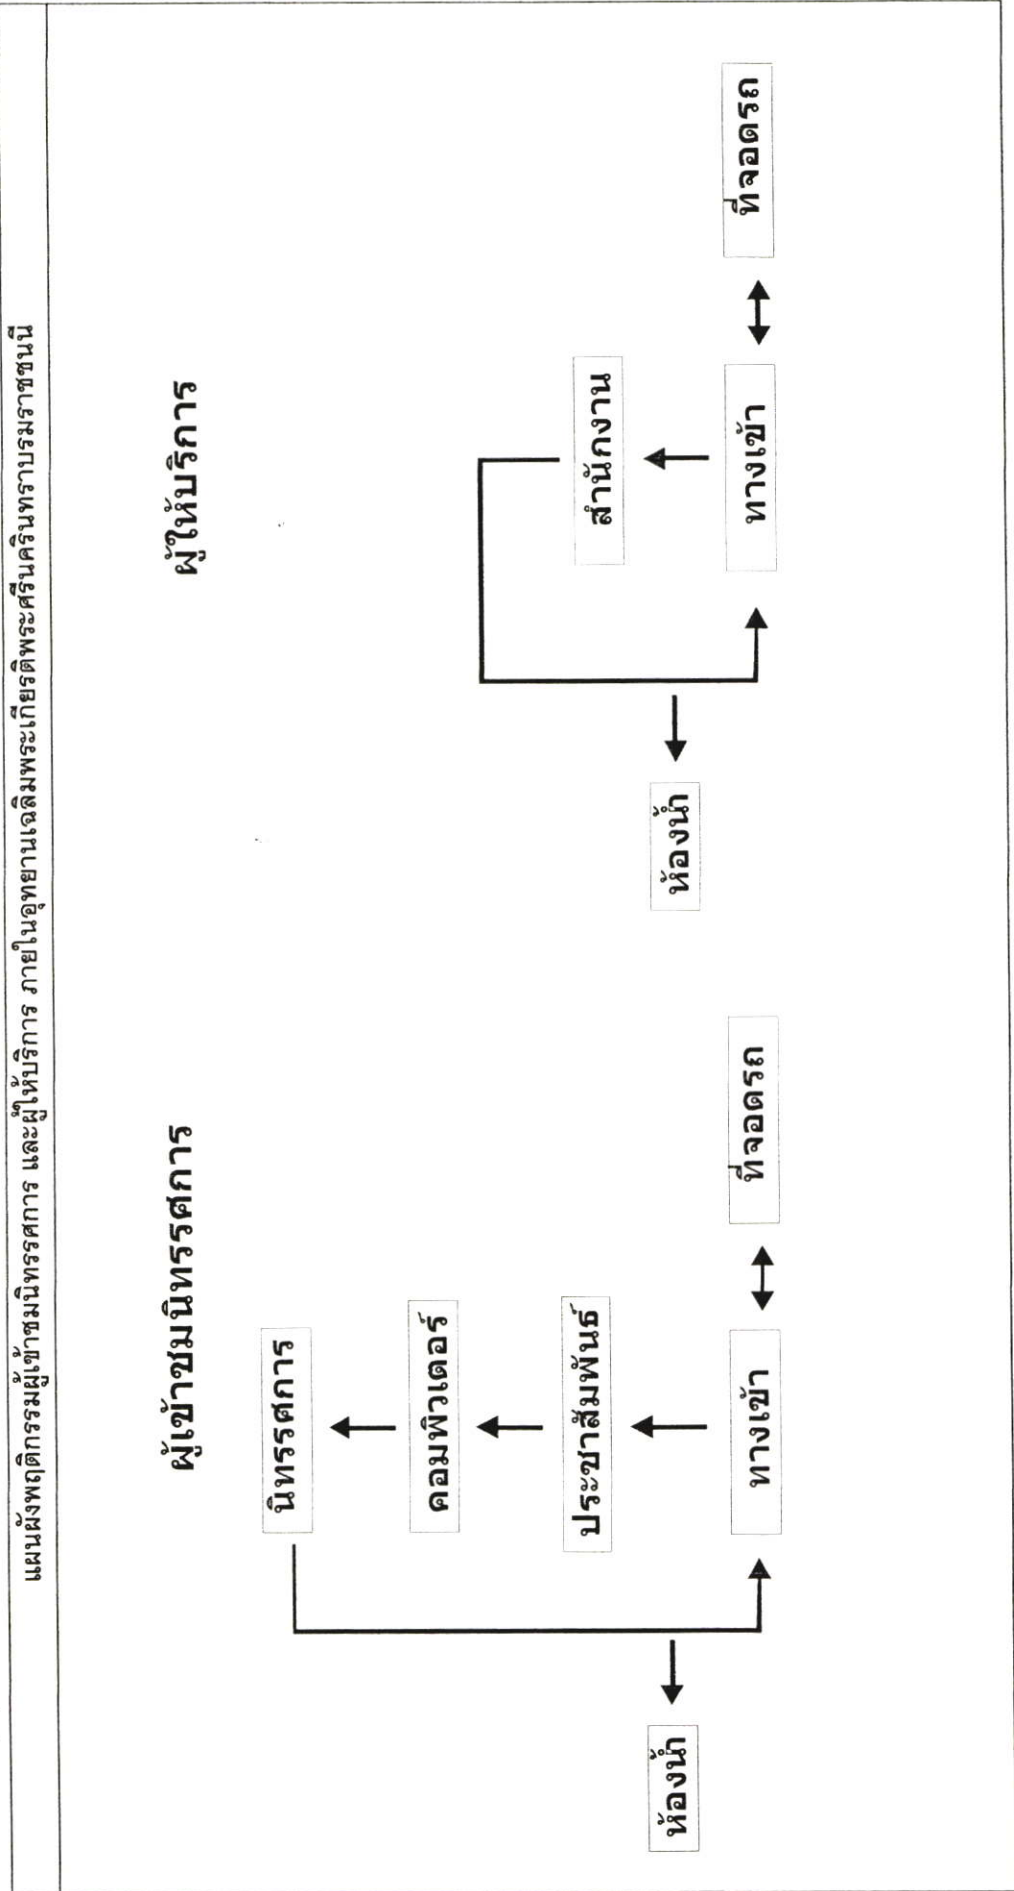 แผนผังพฤติกรรมผู้เข้าชมนิทรรศการ และผู้ให้บริการ ภายในอุทยานเฉลิมพระเกียรติพระศรีนครินทราบรมราชชนนี
ผู้เข้าชมนิทรรศการ
นิทรรศการ
คอมพิวเตอร์
ประชาสัมพันธ์
ห้องน้ำ
ทางเข้า
ที่จอดรถ
ผู้ให้บริการ
สำนักงาน
ห้องน้ำ
ทางเข้า
ที่จอดรถ